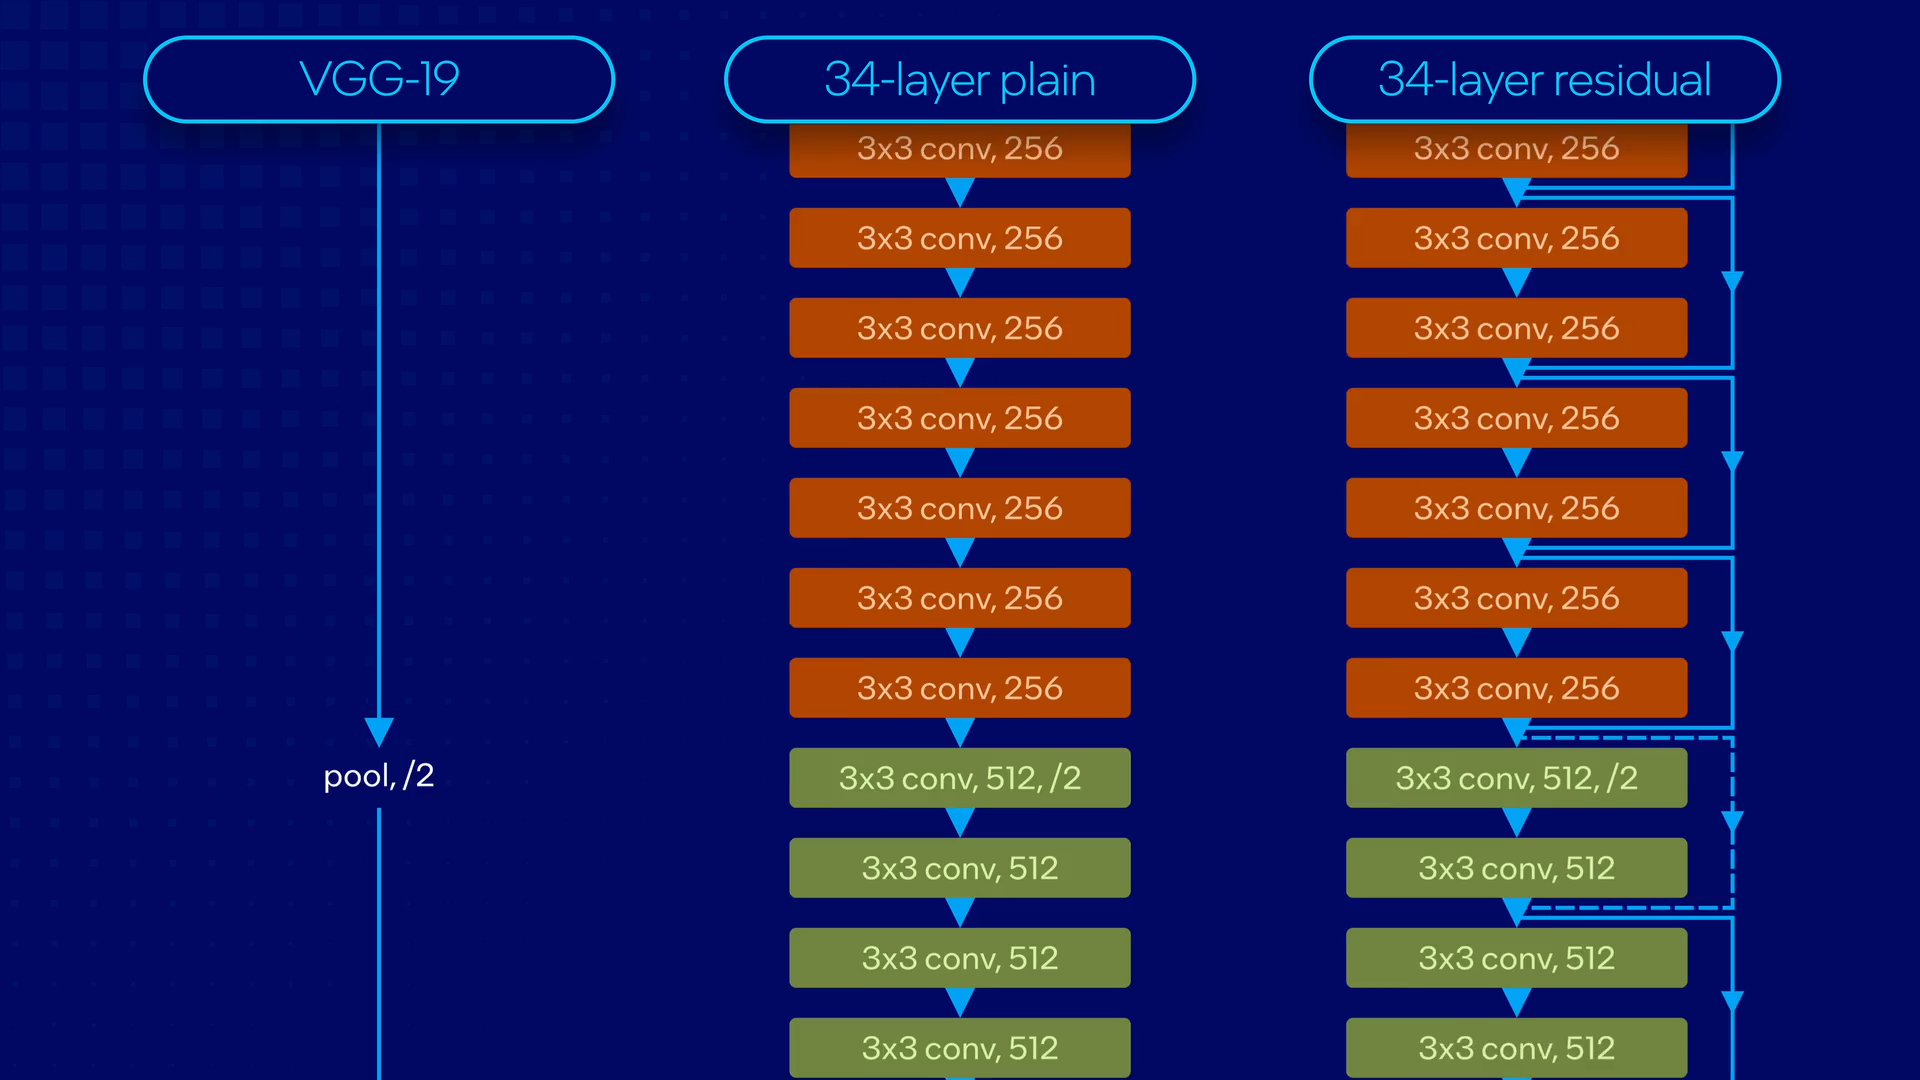 VGG-19
34-layer plain
34-layer residual
3x3 conv, 256
3x3 conv, 256
3x3 conv, 256
3x3 conv, 256
3x3 conv, 256
3x3 conv, 256
3x3 conv, 256
3x3 conv, 256
3x3 conv, 256
3x3 conv, 256
3x3 conv, 256
3x3 conv, 256
3x3 conv, 256
3x3 conv, 256
pool, /2
3x3 conv, 512, /2
3x3 conv, 512, /2
3x3 conv, 512
3x3 conv, 512
3x3 conv, 512
3x3 conv, 512
3x3 conv, 512
3x3 conv, 512